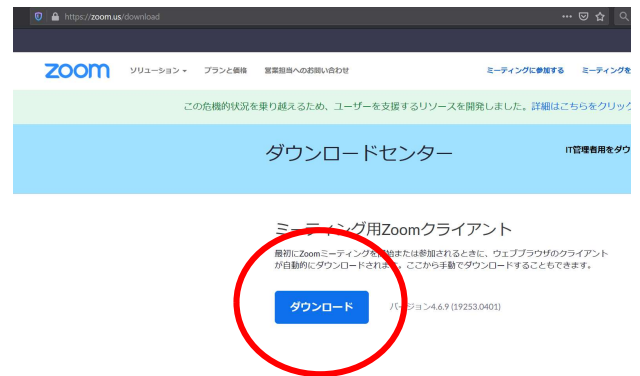 https://zoom.us/download
zoom ソリューション プランと価格 営業担当へのお問い合わせ ミーティングに参加する ミーティングを
この危機的状況を乗り越えるため、ユーザーを支援するリソースを開発しました。詳細はこちらをクリック
ダウンロードセンター IT管理者用をダウ
ミーティング用Zoomクライアント
最初にZoomミーティングを開始または参加されるときに、ウェブブラウザのクライアント
が自動的にダウンロードされます。ここから手動でダウンロードすることもできます。
ダウンロード バージョン4.6.9 (19253.0401)